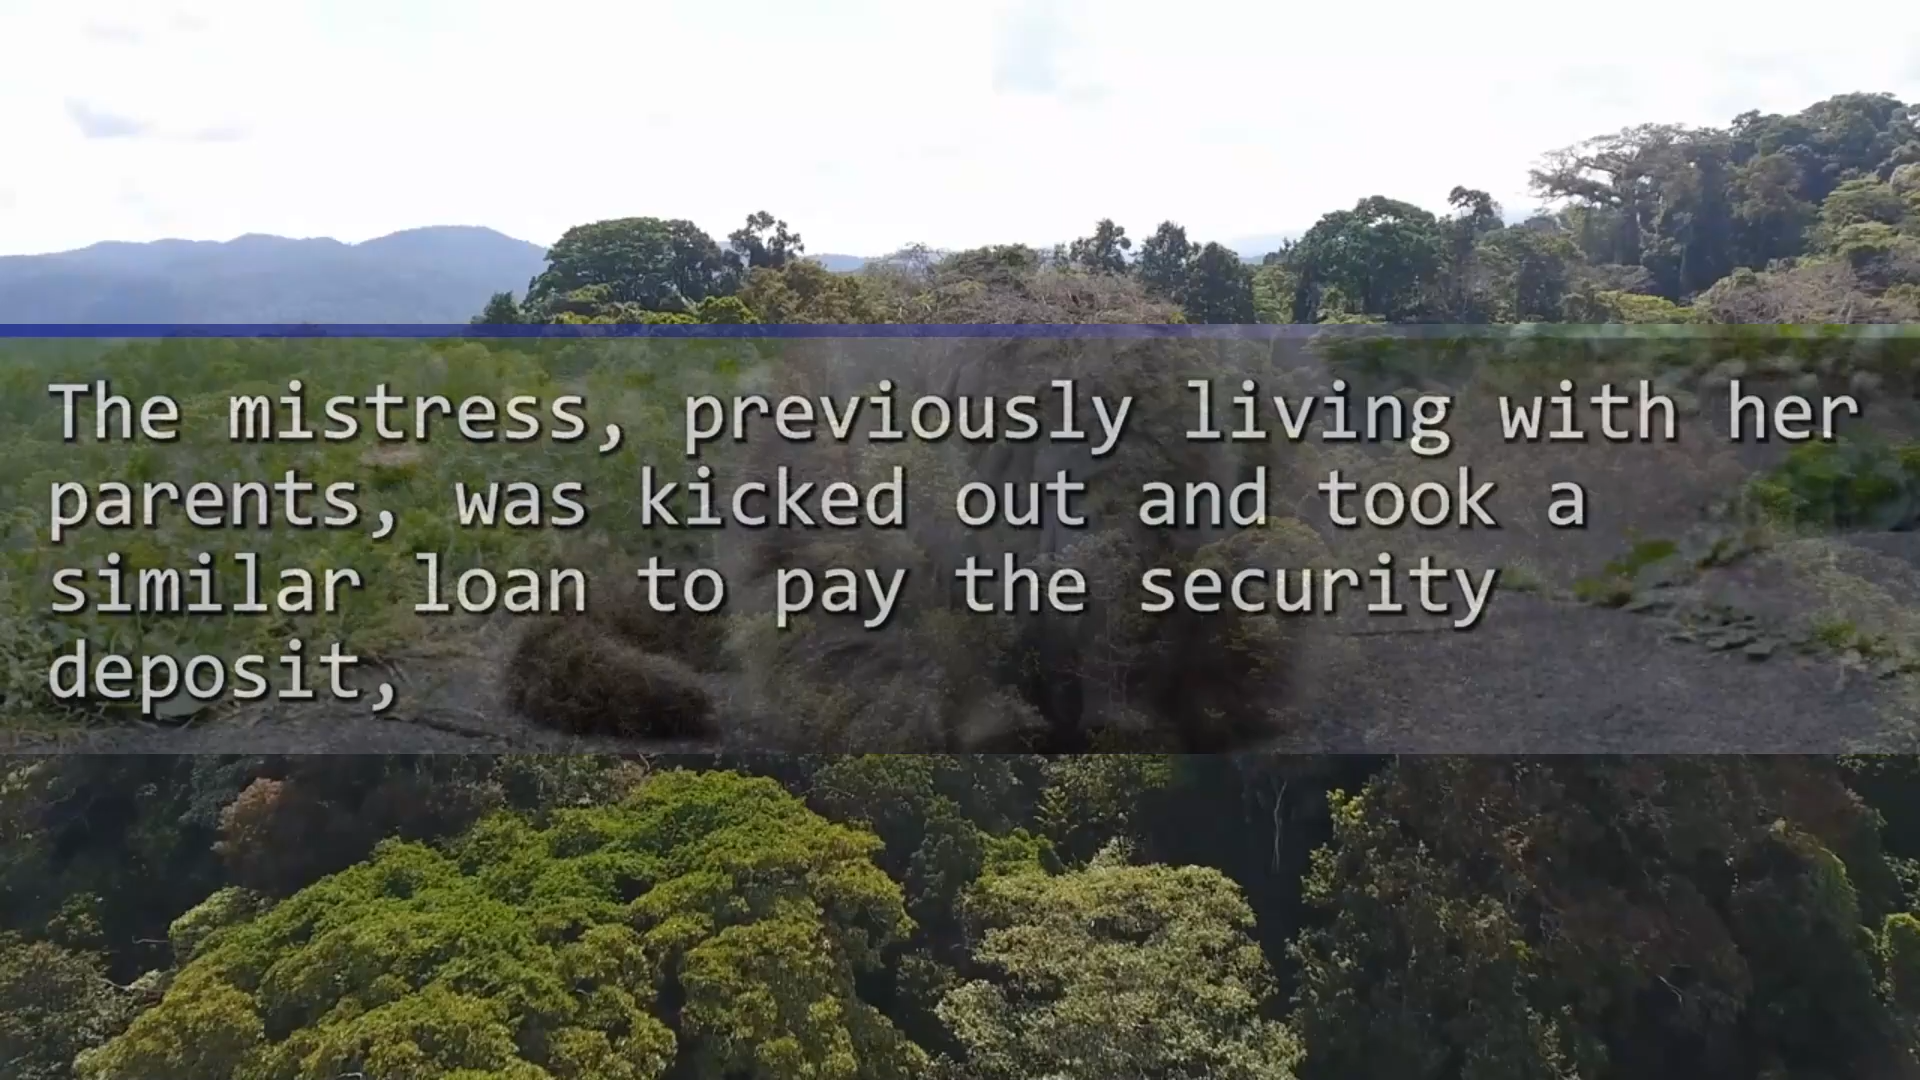 The mistress, previously living with her
parents, was kicked out and took a
similar loan to pay the security
deposit,